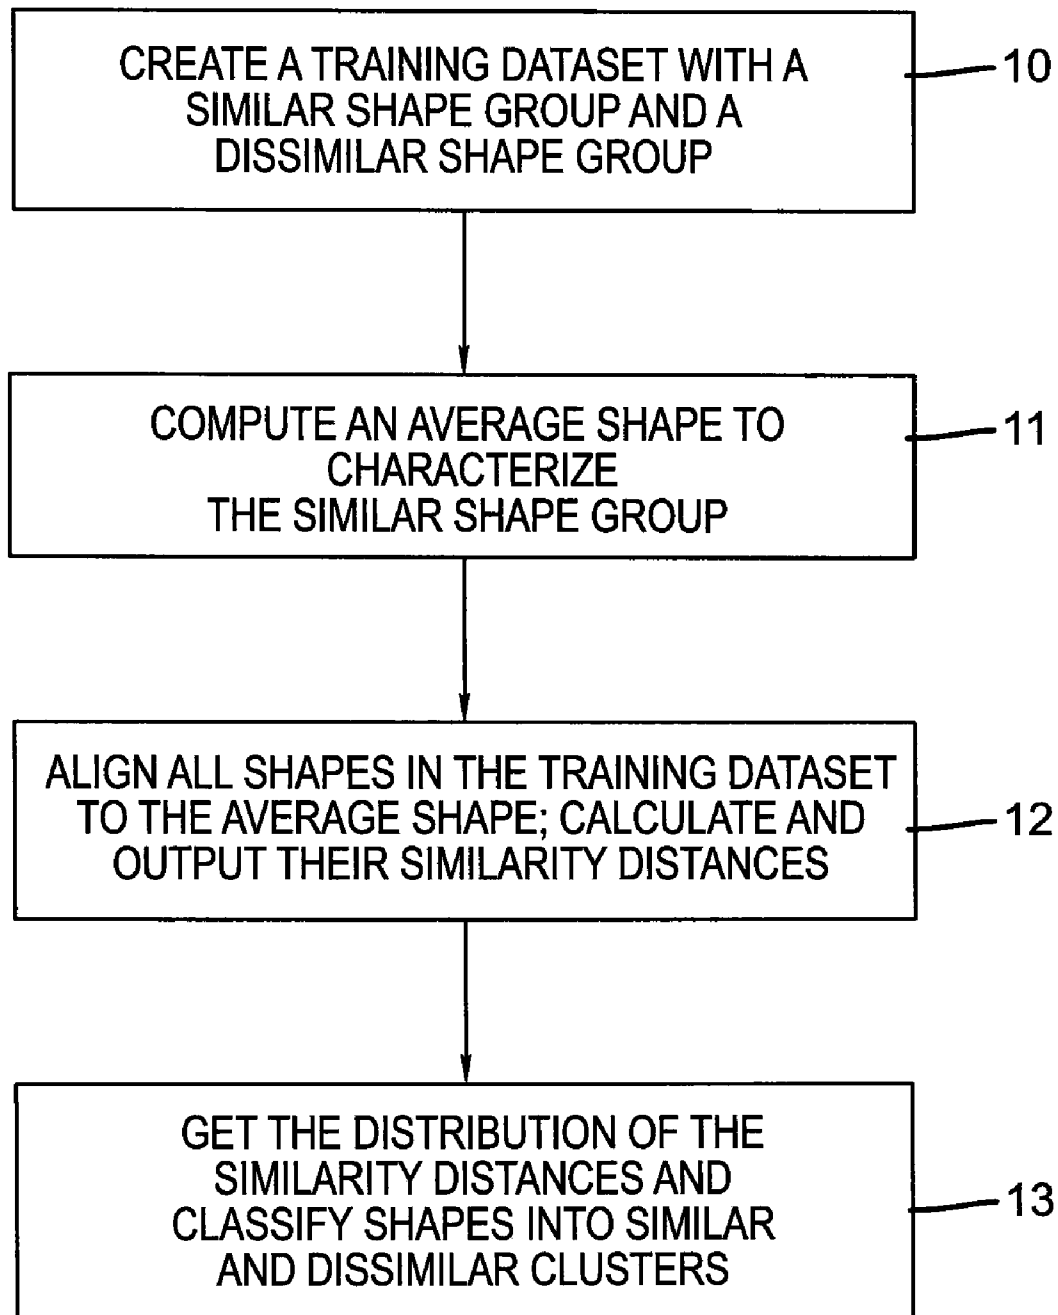 CREATE A TRAINING DATASET WITH A
SIMILAR SHAPE GROUP AND A
DISSIMILAR SHAPE GROUP
10
COMPUTE AN AVERAGE SHAPE TO
CHARACTERIZE
THE SIMILAR SHAPE GROUP
11
ALIGN ALL SHAPES IN THE TRAINING DATASET
TO THE AVERAGE SHAPE; CALCULATE AND
OUTPUT THEIR SIMILARITY DISTANCES
12
GET THE DISTRIBUTION OF THE
SIMILARITY DISTANCES AND
CLASSIFY SHAPES INTO SIMILAR
AND DISSIMILAR CLUSTERS
13